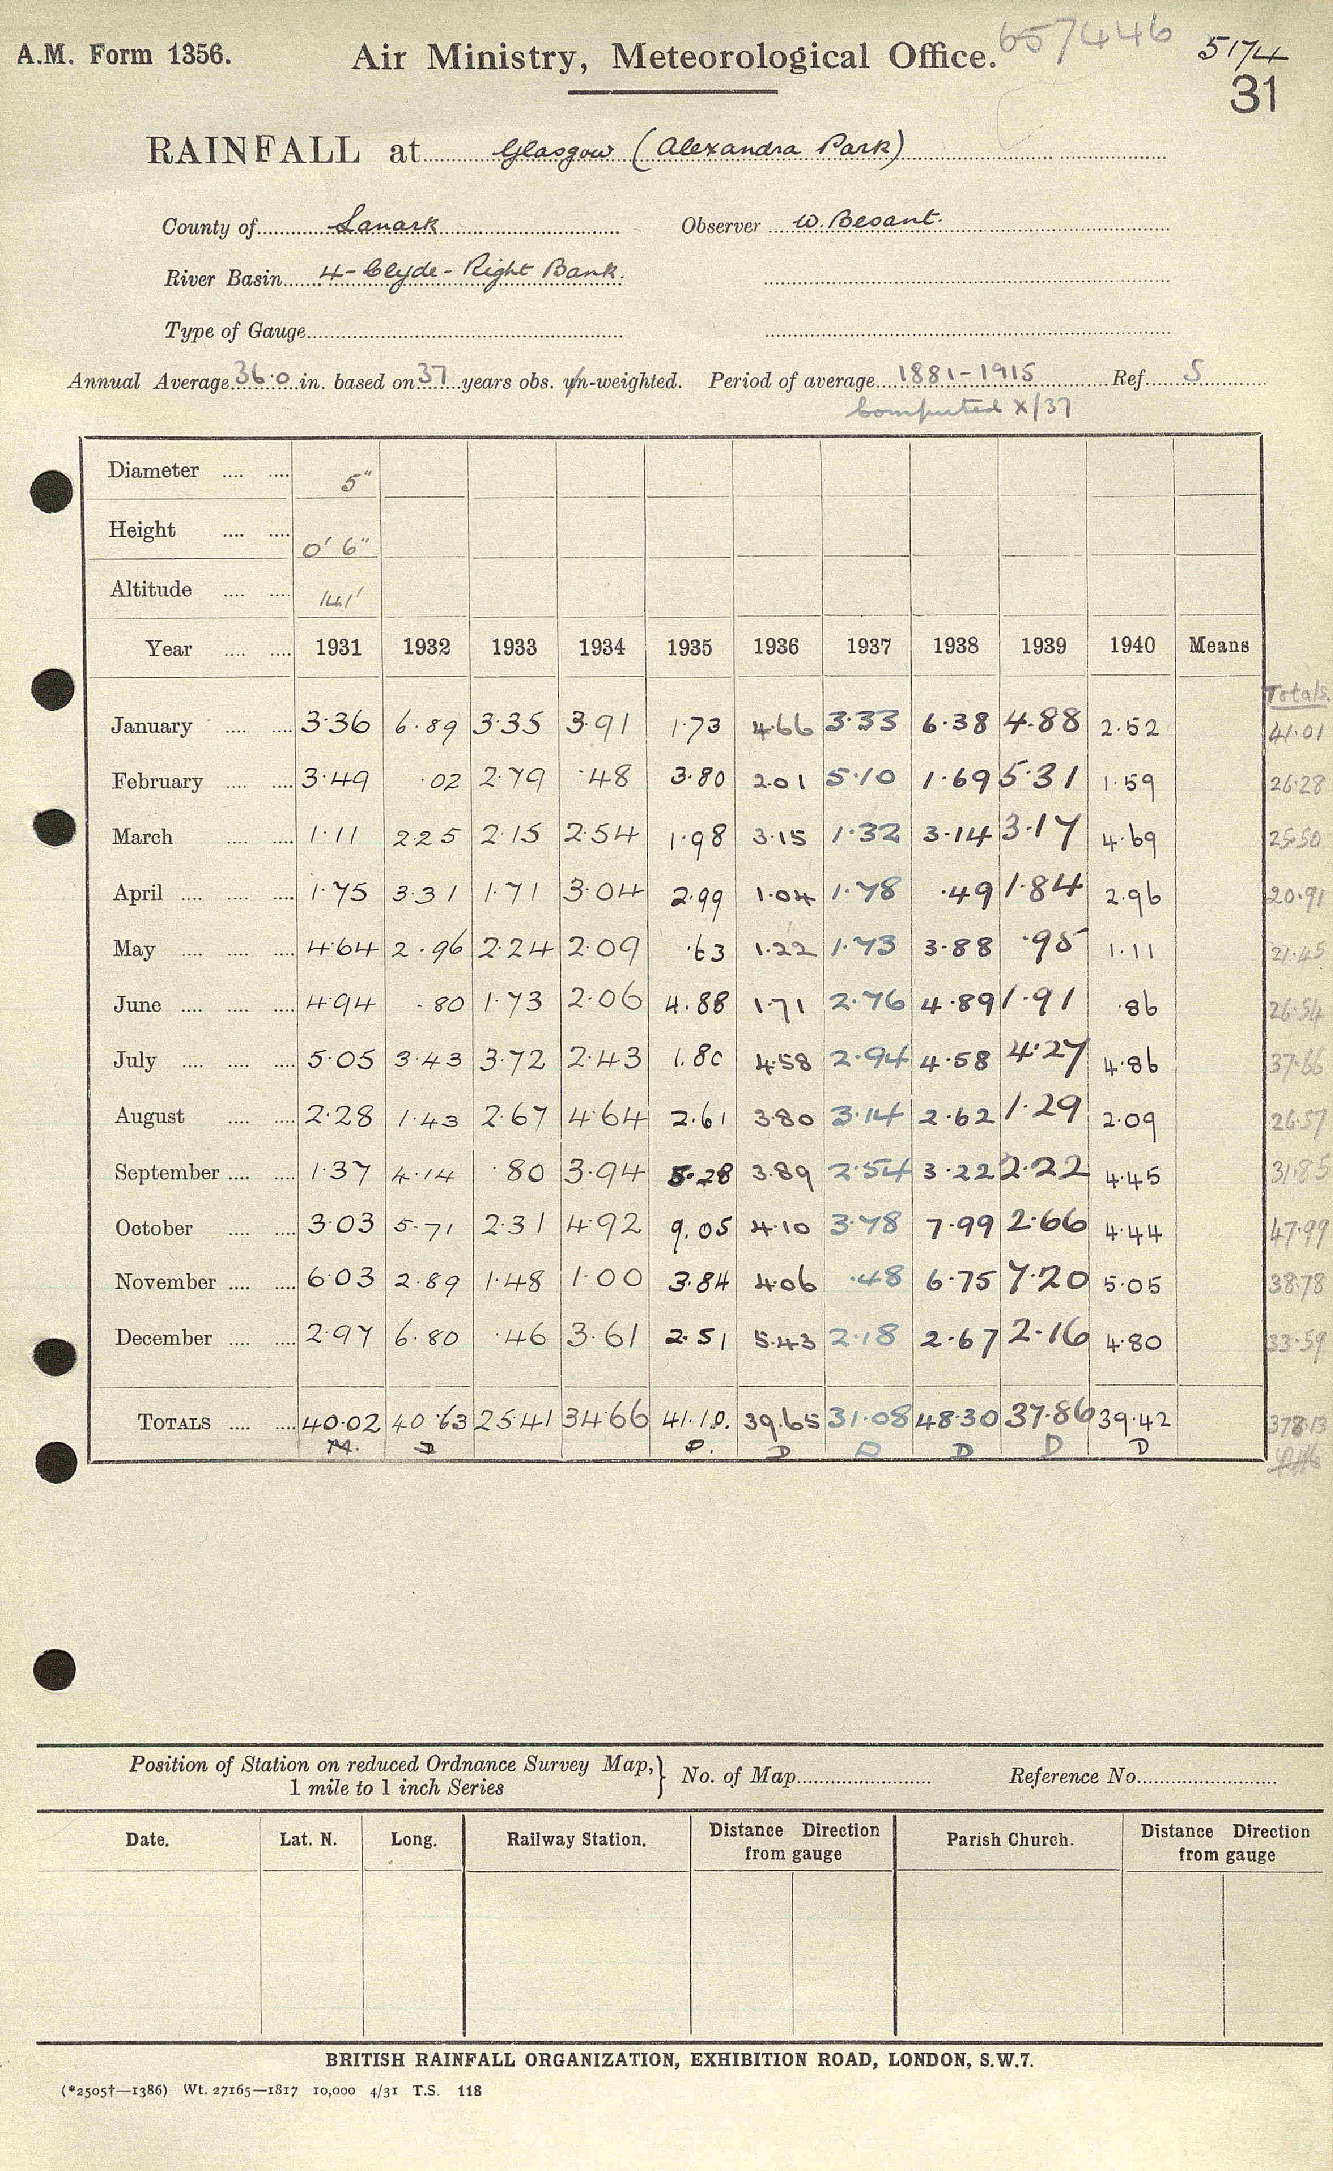 A.M. Form 1356. Air Ministry, Meteorological Office. 657446 5174
31
RAINFALL at Glasgow (Alexandra Park)
County of Lanark Observer W. Besant.
River Basin 4 - Clyde - Right Bank.
Type of Gauge
Annual Average 36.0 in. based on 37 years obs. un-weighted. Period of average 1881-1915 Ref. 5
Computed X/37
Diameter 5"
Height 0' 6"
Altitude 141'
Year 1931 1932 1933 1934 1935 1936 1937 1938 1939 1940 Means
Totals
January 3.36 6.89 3.35 3.91 1.73 4.66 3.33 6.38 4.88 2.52 41.01
February 3.49 .02 2.79 .48 3.80 2.01 5.10 1.69 5.31 1.59 26.28
March 1.11 2.25 2.15 2.54 1.98 3.15 1.32 3.14 3.17 4.69 25.50
April 1.75 3.31 1.71 3.04 2.99 1.04 1.78 .49 1.84 2.96 20.91
May 4.64 2.96 2.24 2.09 .63 1.22 1.73 3.88 .95 1.11 21.45
June 4.94 .80 1.73 2.06 4.88 1.71 2.76 4.89 1.91 .86 26.54
July 5.05 3.43 3.72 2.43 1.80 4.58 2.94 4.58 4.27 4.86 37.66
August 2.28 1.43 2.67 4.64 2.61 3.80 3.14 2.62 1.29 2.09 26.57
September 1.37 4.14 .80 3.94 5.28 3.89 2.54 3.22 2.22 4.45 31.85
October 3.03 5.71 2.31 4.92 9.05 4.10 3.78 7.99 2.66 4.44 47.99
November 6.03 2.89 1.48 1.00 3.84 4.06 .48 6.75 7.20 5.05 38.78
December 2.97 6.80 .46 3.61 2.51 5.43 2.18 2.67 2.16 4.80 33.59
TOTALS 40.02 40.63 25.41 34.66 41.10. 39.65 31.08 48.30 37.86 39.42 378.13
M. D D D D D D
Position of Station on reduced Ordnance Survey Map, } No. of Map Reference No.
1 mile to 1 inch Series
Date. Lat. N. Long. Railway Station. Distance Direction from gauge Parish Church. Distance Direction from gauge
BRITISH RAINFALL ORGANIZATION, EXHIBITION ROAD, LONDON, S.W.7.
(*2505†—1386) Wt. 27165—1817 10,000 4/31 T.S. 118